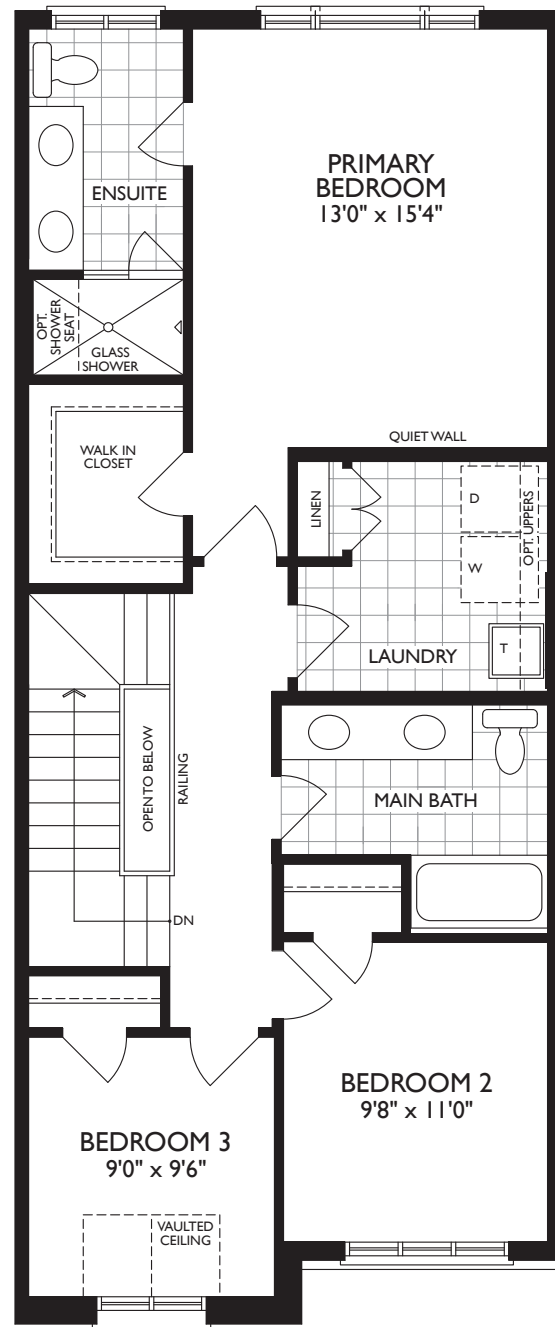 PRIMARY
BEDROOM
13'0" x 15'4"
ENSUITE
OPT.
SHOWER
SEAT
GLASS
SHOWER
QUIET WALL
WALK IN
CLOSET
LINEN
D
OPT. UPPERS
W
T
LAUNDRY
OPEN TO BELOW
RAILING
MAIN BATH
DN
BEDROOM 2
9'8" x 11'0"
BEDROOM 3
9'0" x 9'6"
VAULTED
CEILING